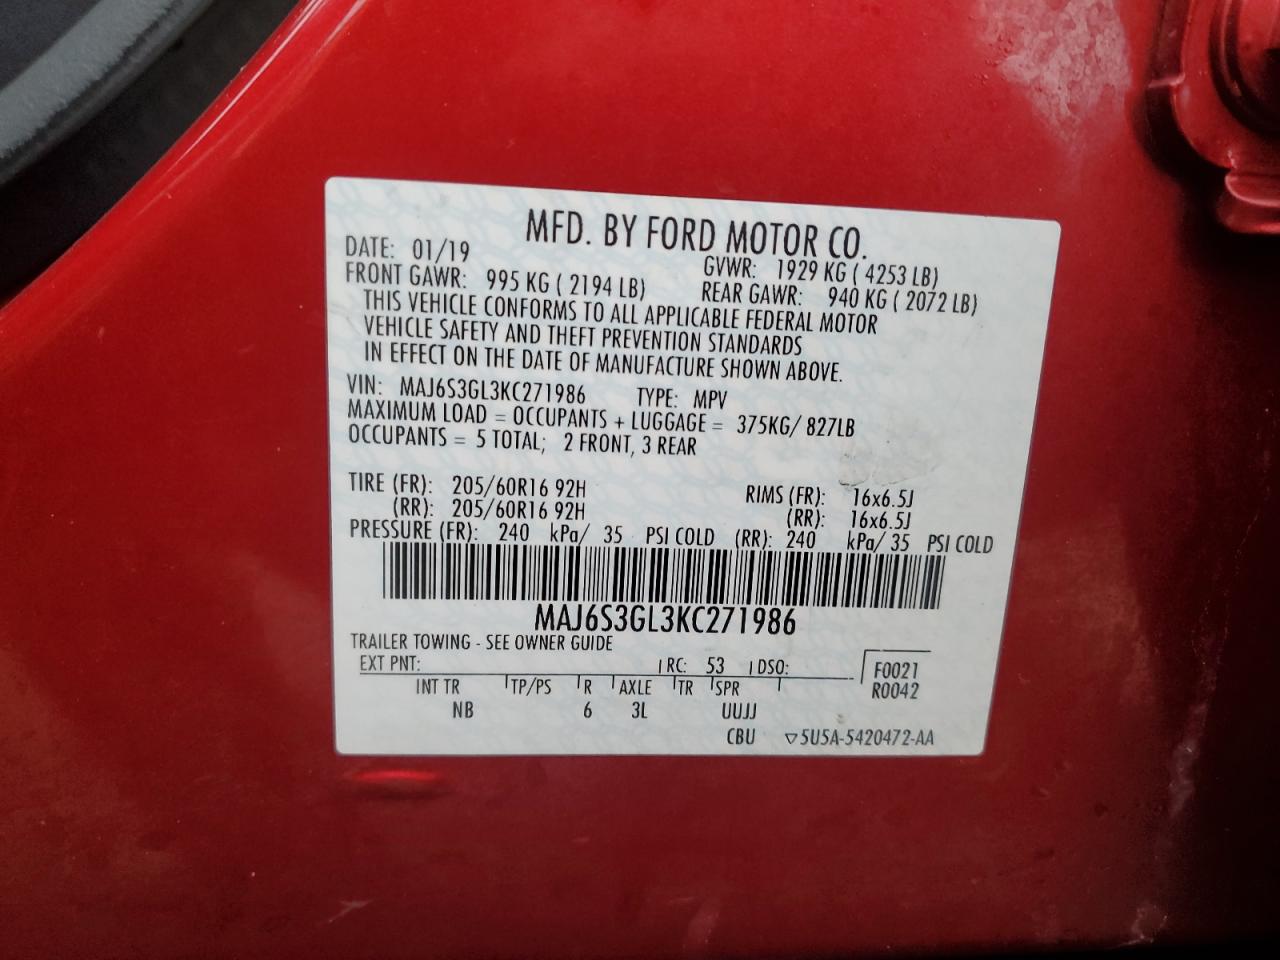 MFD. BY FORD MOTOR CO.
DATE: 01/19 GVWR: 1929 KG ( 4253 LB)
FRONT GAWR: 995 KG ( 2194 LB) REAR GAWR: 940 KG ( 2072 LB)
THIS VEHICLE CONFORMS TO ALL APPLICABLE FEDERAL MOTOR
VEHICLE SAFETY AND THEFT PREVENTION STANDARDS
IN EFFECT ON THE DATE OF MANUFACTURE SHOWN ABOVE.
VIN: MAJ6S3GL3KC271986 TYPE: MPV
MAXIMUM LOAD = OCCUPANTS + LUGGAGE = 375KG/ 827LB
OCCUPANTS = 5 TOTAL; 2 FRONT, 3 REAR
TIRE (FR): 205/60R16 92H RIMS (FR): 16x6.5J
(RR): 205/60R16 92H (RR): 16x6.5J
PRESSURE (FR): 240 kPa/ 35 PSI COLD (RR): 240 kPa/ 35 PSI COLD
MAJ6S3GL3KC271986
TRAILER TOWING - SEE OWNER GUIDE
EXT PNT: RC: 53 DSO: F0021
R0042
INT TR TP/PS R AXLE TR SPR
NB 6 3L UUJJ
CBU ▽5U5A-5420472-AA